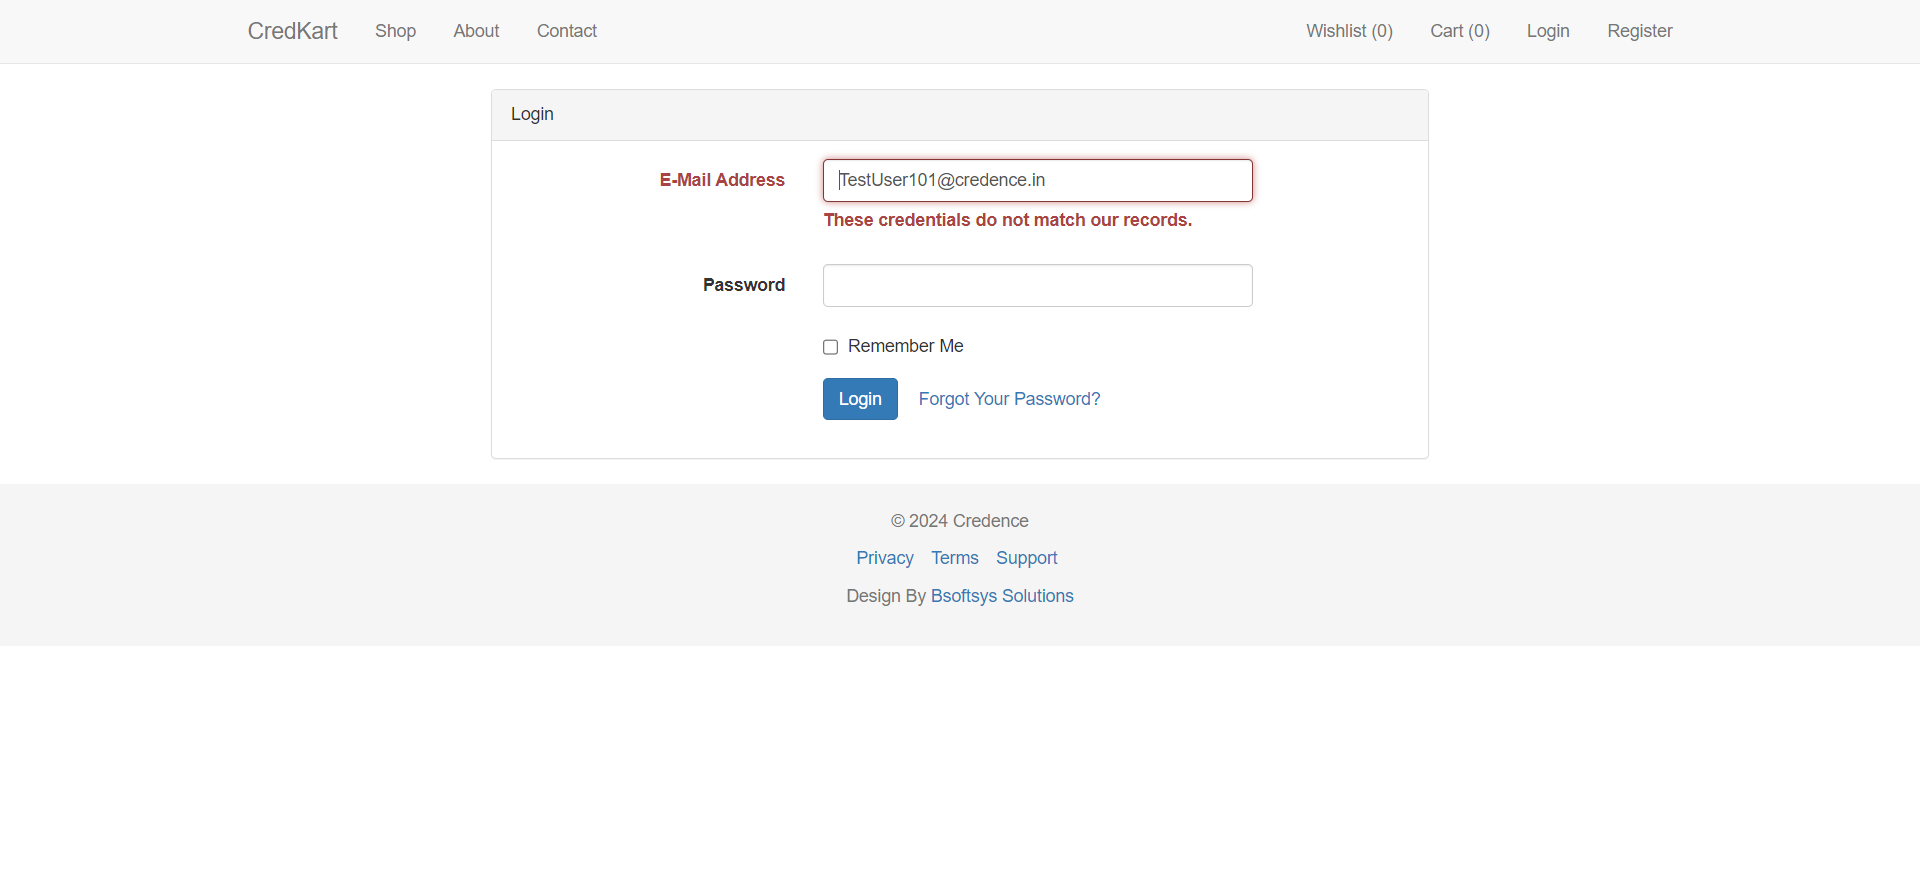 CredKart Shop About Contact Wishlist (0) Cart (0) Login Register
Login
E-Mail Address TestUser101@credence.in
These credentials do not match our records.
Password
Remember Me
Login Forgot Your Password?
© 2024 Credence
Privacy Terms Support
Design By Bsoftsys Solutions